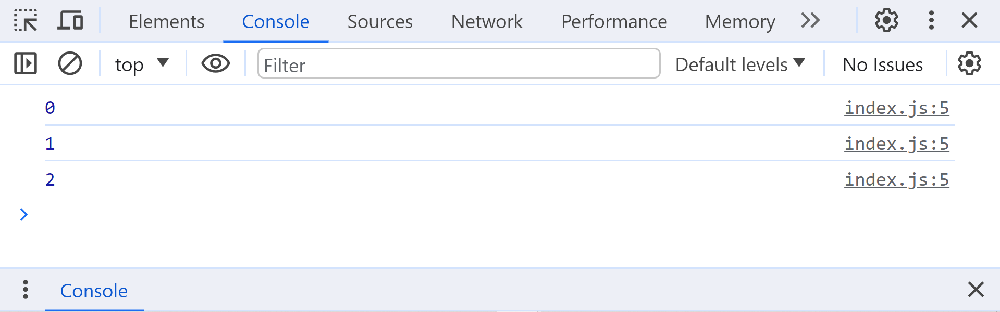 Elements Console Sources Network Performance Memory
top Filter Default levels No Issues
0 index.js:5
1 index.js:5
2 index.js:5
Console